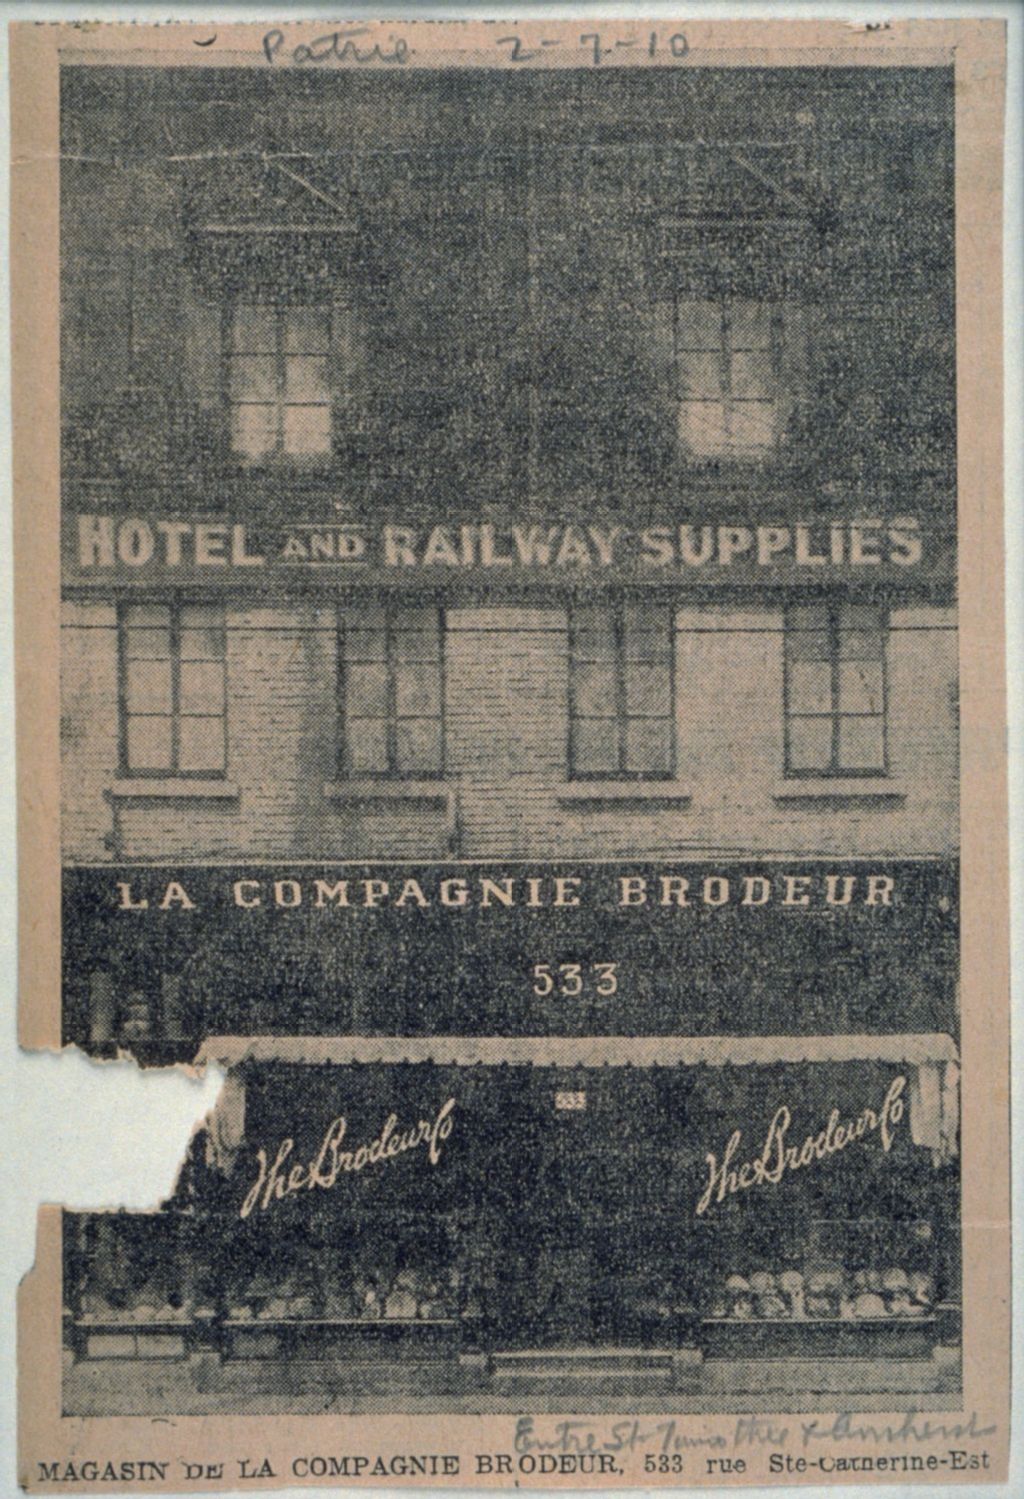 Patrie 2-7-10
HOTEL AND RAILWAY SUPPLIES
LA COMPAGNIE BRODEUR
533
533
The Brodeur Co
The Brodeur Co
Entre St Timothée & Amherst
MAGASIN DE LA COMPAGNIE BRODEUR, 533 rue Ste-Catherine-Est